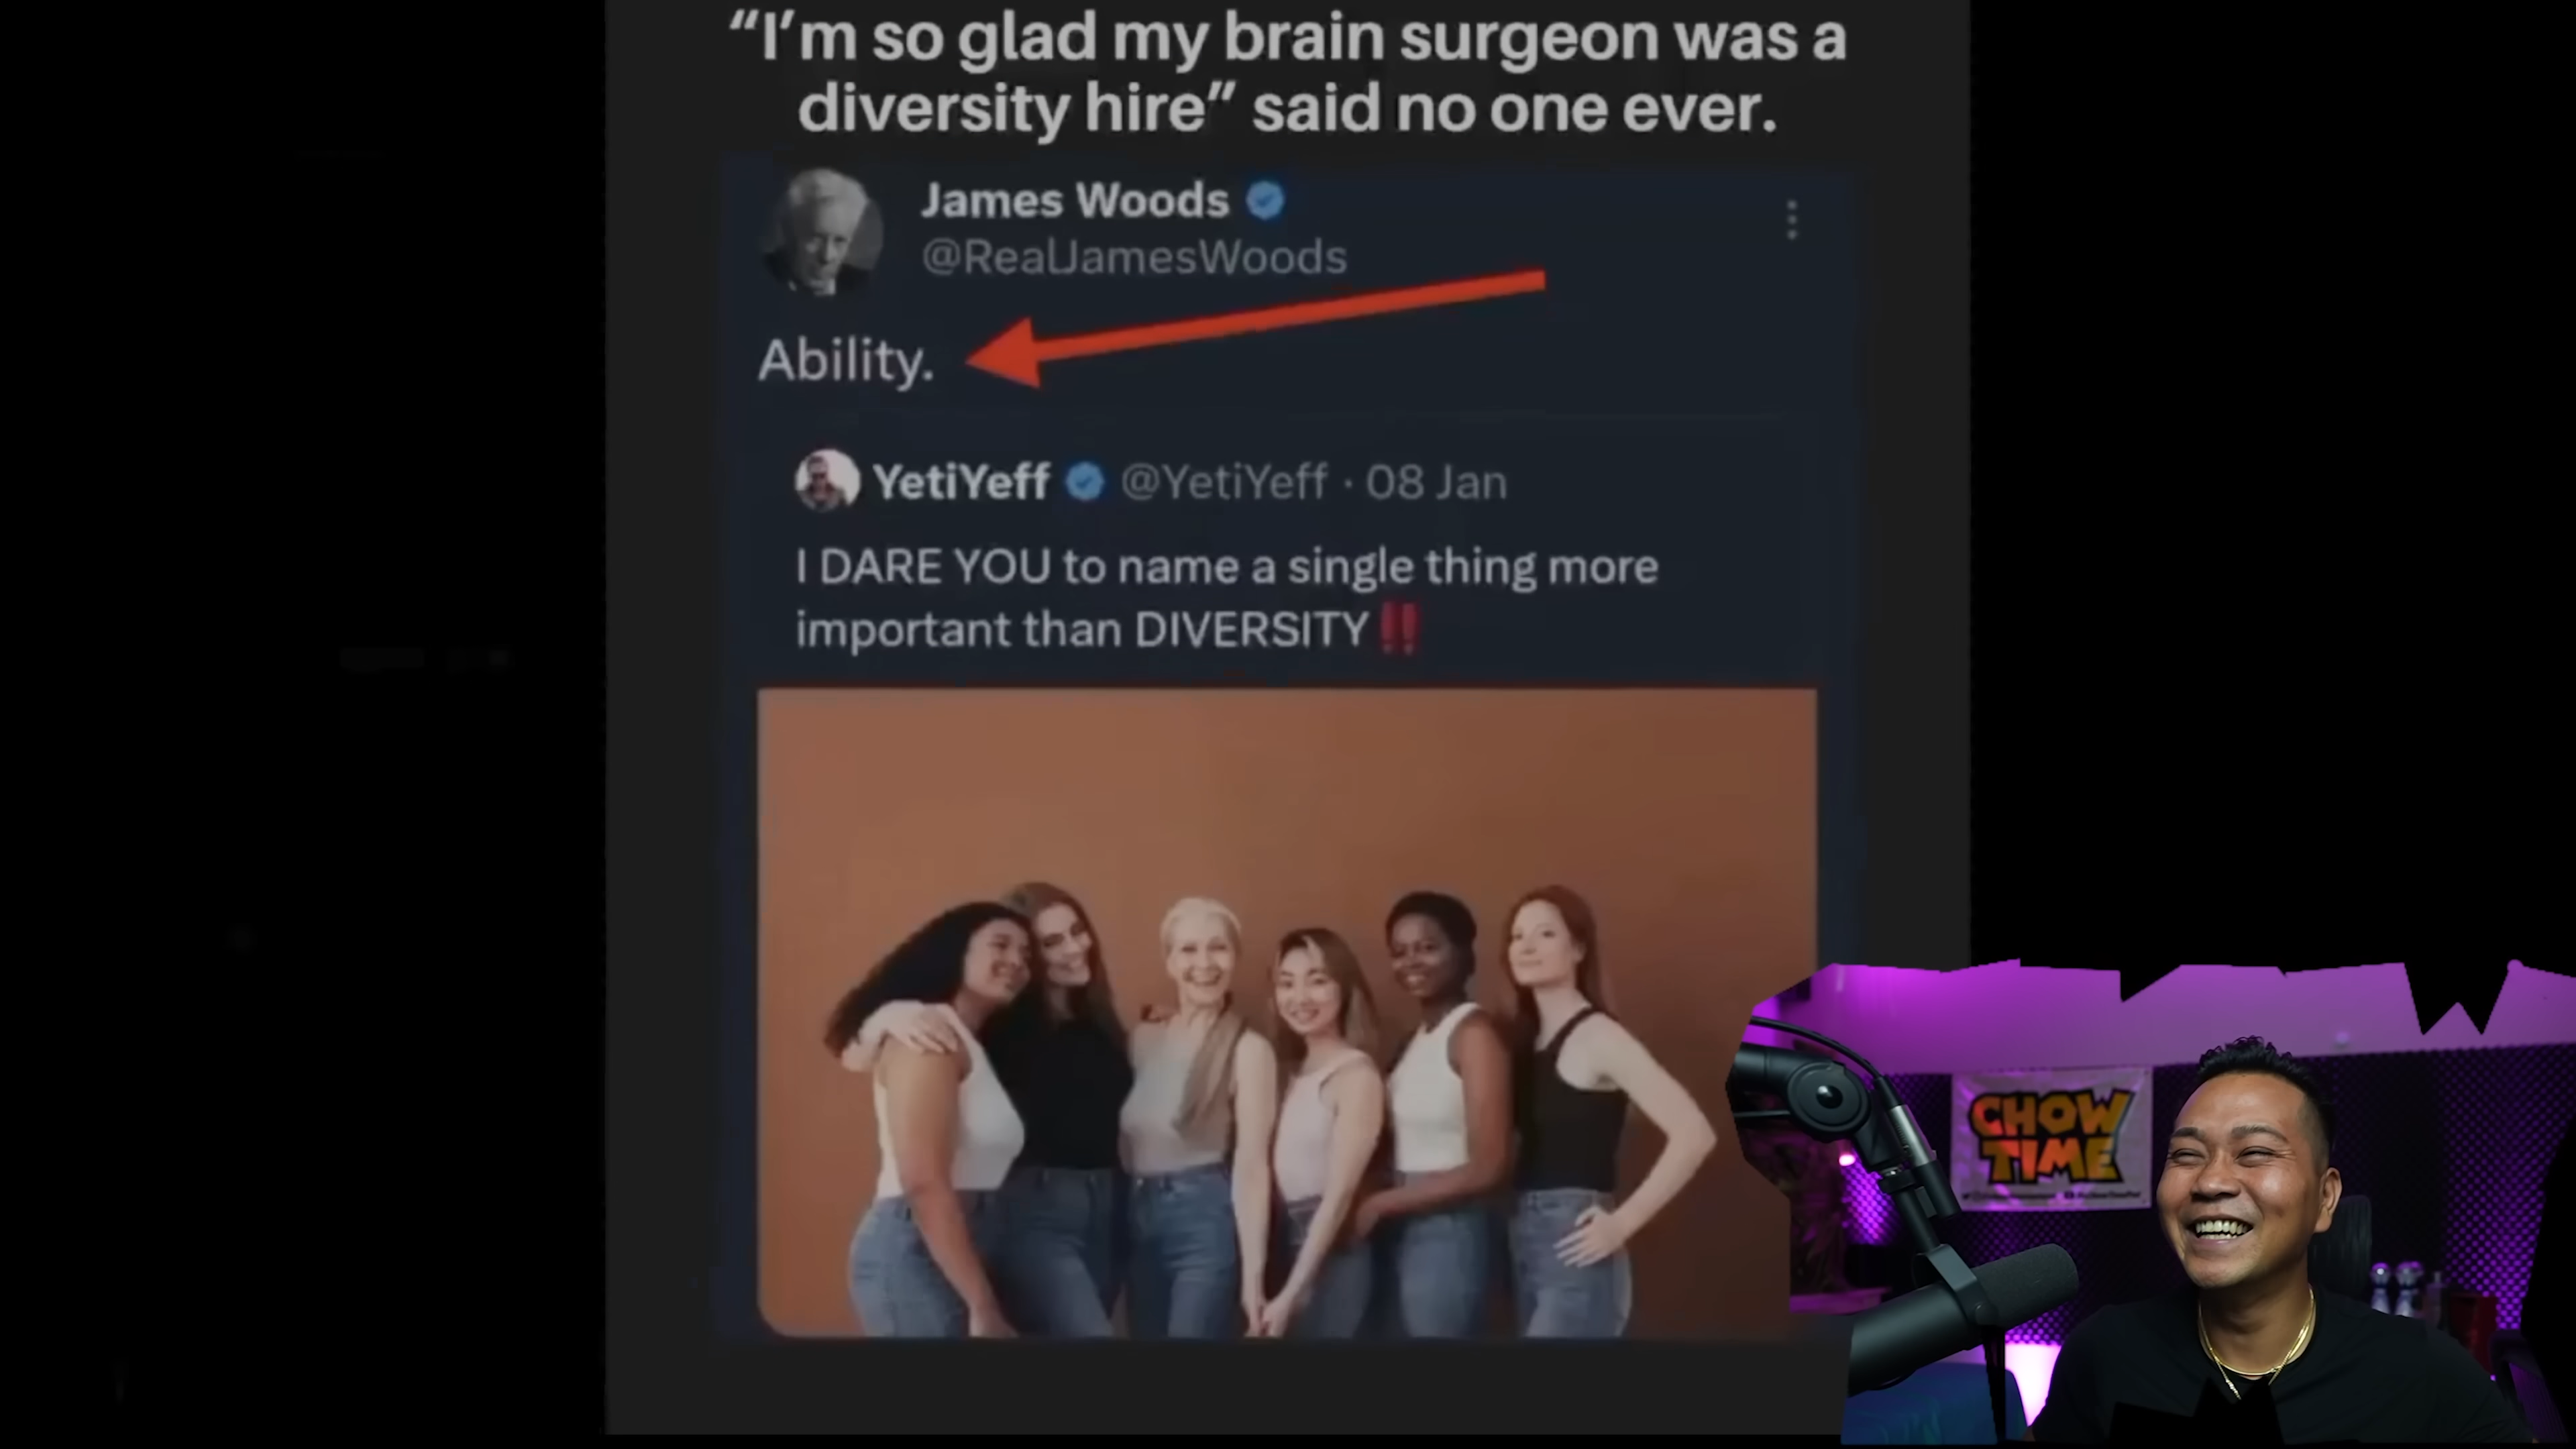 “I’m so glad my brain surgeon was a
diversity hire” said no one ever.
James Woods
@RealJamesWoods
Ability.
YetiYeff @YetiYeff · 08 Jan
I DARE YOU to name a single thing more
important than DIVERSITY‼️
CHOW
TIME